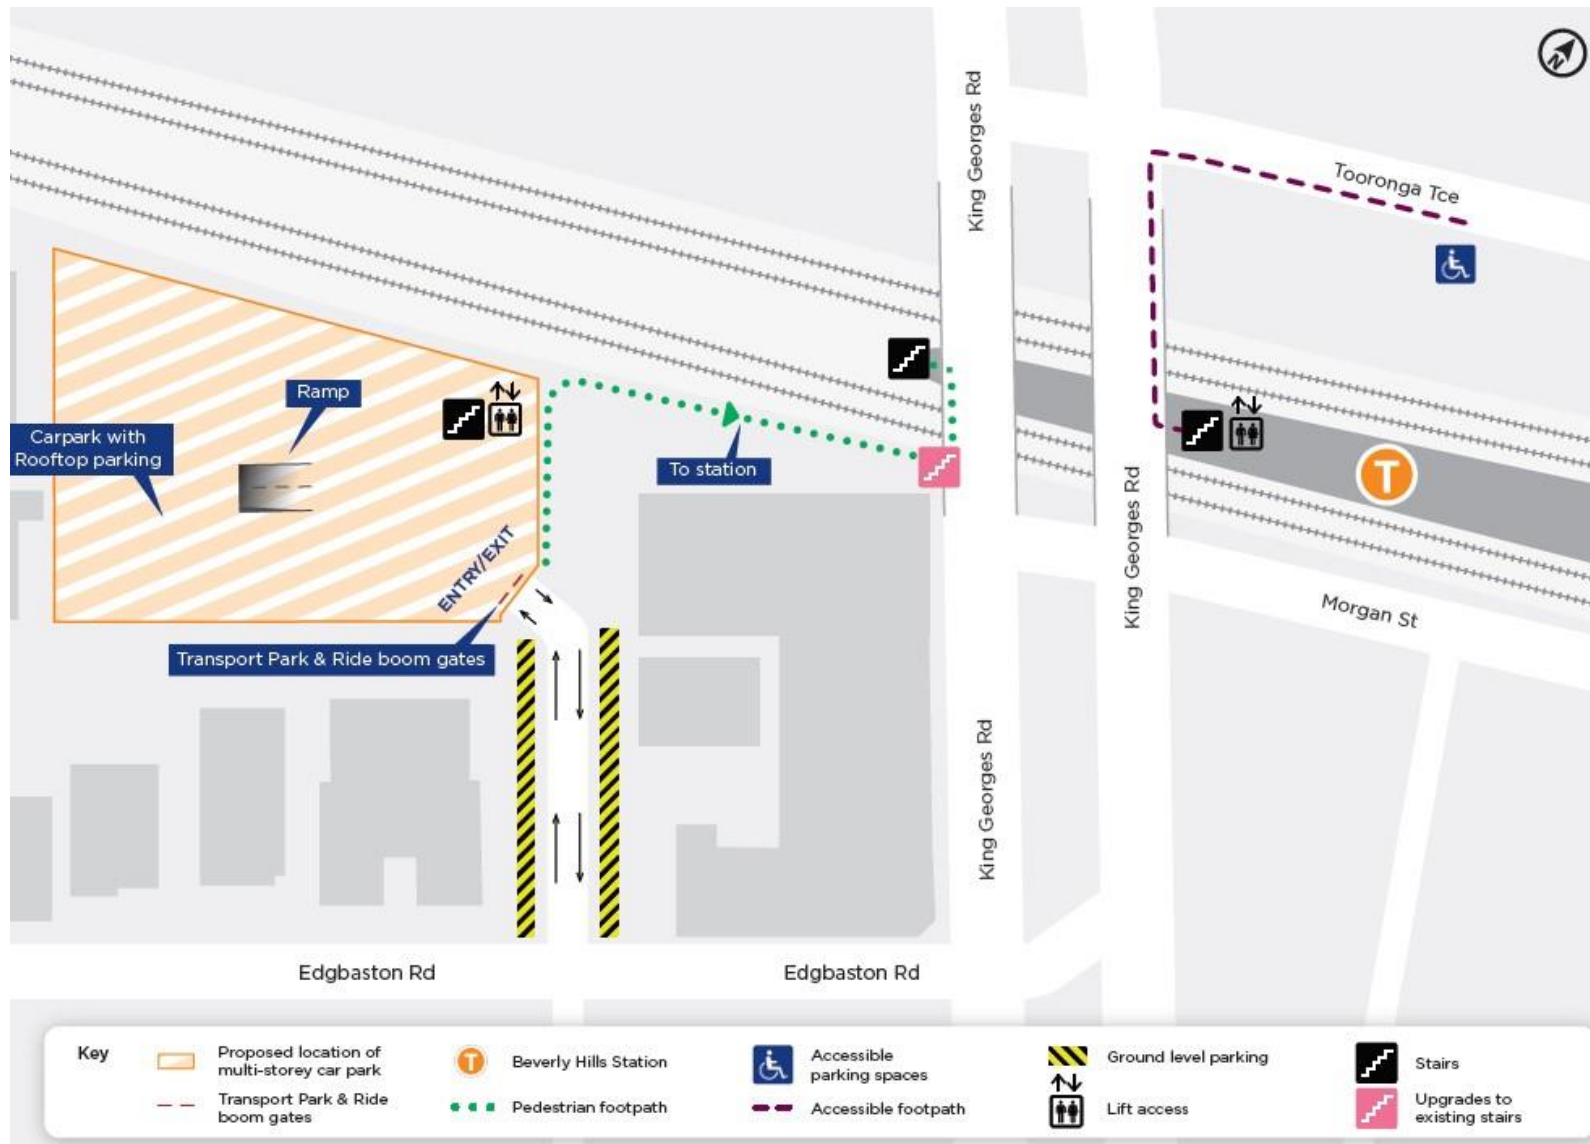 N
King Georges Rd
Tooronga Tce
Ramp
Carpark with
Rooftop parking
To station
T
King Georges Rd
ENTRY/EXIT
Morgan St
Transport Park & Ride boom gates
King Georges Rd
Edgbaston Rd
Edgbaston Rd
Key
Proposed location of
multi-storey car park
Transport Park & Ride
boom gates
T
Beverly Hills Station
Pedestrian footpath
Accessible
parking spaces
Accessible footpath
Ground level parking
Lift access
Stairs
Upgrades to
existing stairs